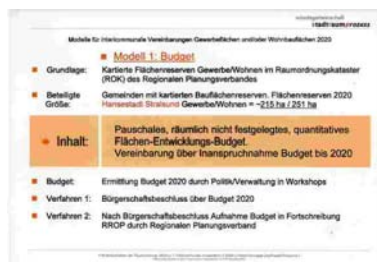 stadtraumprozess
Modelle für Interkommunale Vereinbarungen Gewerbeflächen und/oder Wohnbauflächen 2020
Modell 1: Budget
Grundlage: Kartierte Flächenreserven Gewerbe/Wohnen im Raumordnungskataster
(ROK) des Regionalen Planungsverbandes
Beteiligte Gemeinden mit kartierten Bauflächenreserven. Flächenreserven 2020
Größe: Hansestadt Stralsund Gewerbe/Wohnen = ~215 ha / 251 ha
Pauschales, räumlich nicht festgelegtes, quantitatives
Inhalt: Flächen-Entwicklungs-Budget.
Vereinbarung über Inanspruchnahme Budget bis 2020
Budget: Ermittlung Budget 2020 durch Politik/Verwaltung in Workshops
Verfahren 1: Bürgerschaftsbeschluss über Budget 2020
Verfahren 2: Nach Bürgerschaftsbeschluss Aufnahme Budget in Fortschreibung
RROP durch Regionalen Planungsverband